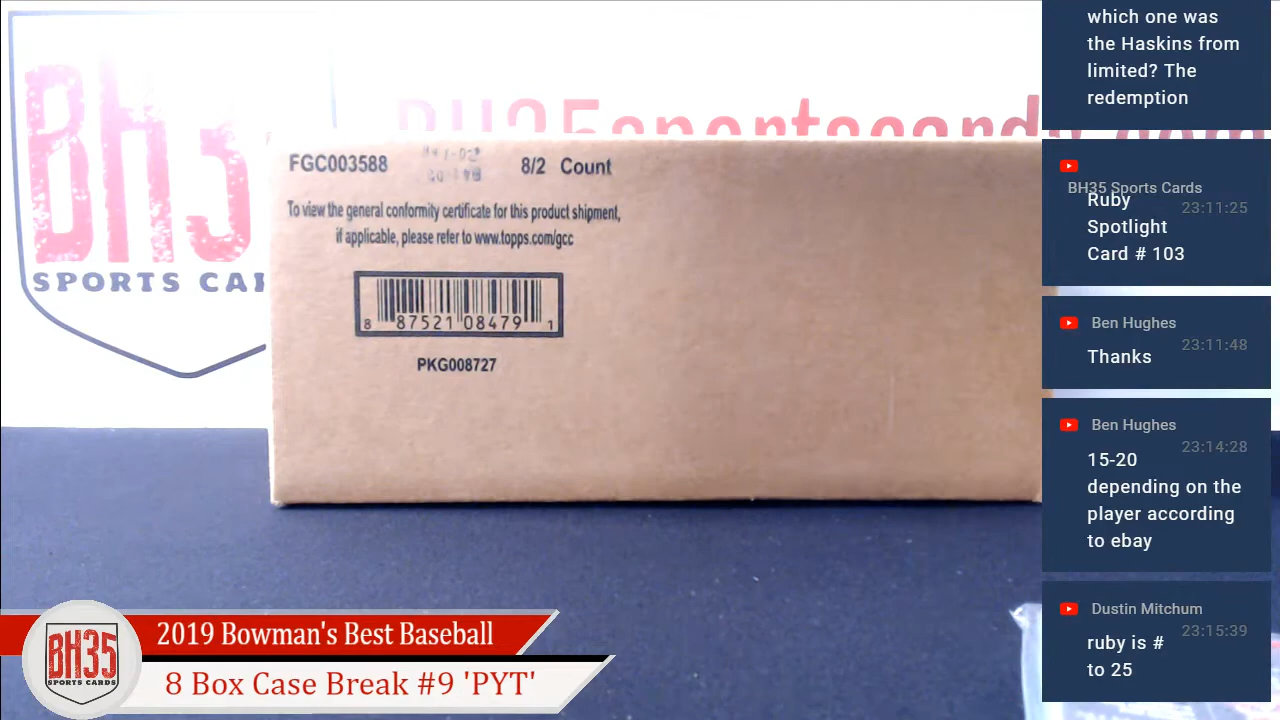 which one was
the Haskins from
limited? The
redemption
BH35 Sports Cards
23:11:25
Ruby
Spotlight
Card # 103
Ben Hughes
23:11:48
Thanks
Ben Hughes
23:14:28
15-20
depending on the
player according
to ebay
Dustin Mitchum
23:15:39
ruby is #
to 25
BH35
SPORTS CAR
BH35sportscards.com
FGC003588
8/2 Count
To view the general conformity certificate for this product shipment,
if applicable, please refer to www.topps.com/gcc
8 87521 08479 1
PKG008727
BH35
SPORTS CARDS
2019 Bowman's Best Baseball
8 Box Case Break #9 'PYT'